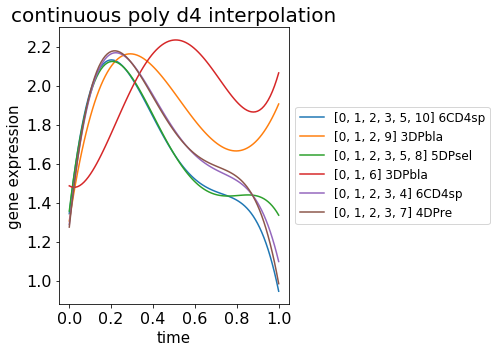 continuous poly d4 interpolation
gene expression
2.2
2.0
1.8
1.6
1.4
1.2
1.0
0.0 0.2 0.4 0.6 0.8 1.0
time
[0, 1, 2, 3, 5, 10] 6CD4sp
[0, 1, 2, 9] 3DPbla
[0, 1, 2, 3, 5, 8] 5DPsel
[0, 1, 6] 3DPbla
[0, 1, 2, 3, 4] 6CD4sp
[0, 1, 2, 3, 7] 4DPre